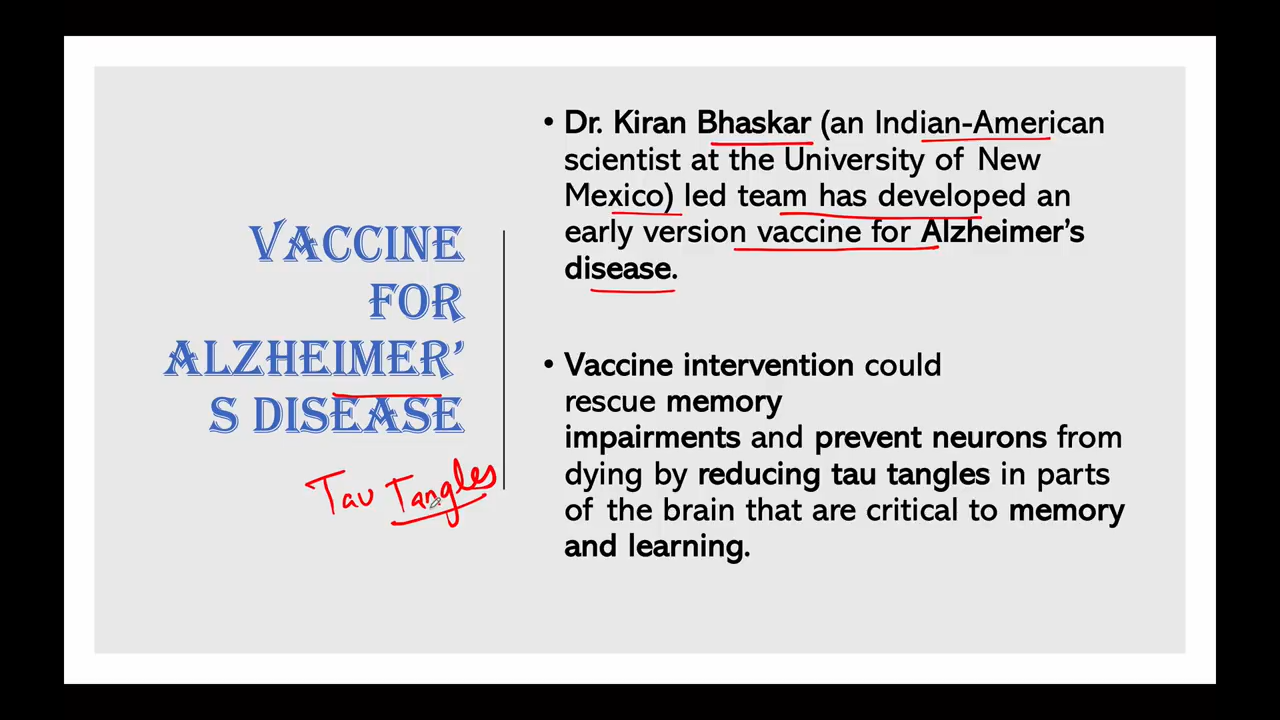 VACCINE
FOR
ALZHEIMER’
S DISEASE
Tau Tangles
• Dr. Kiran Bhaskar (an Indian-American
scientist at the University of New
Mexico) led team has developed an
early version vaccine for Alzheimer’s
disease.
• Vaccine intervention could
rescue memory
impairments and prevent neurons from
dying by reducing tau tangles in parts
of the brain that are critical to memory
and learning.